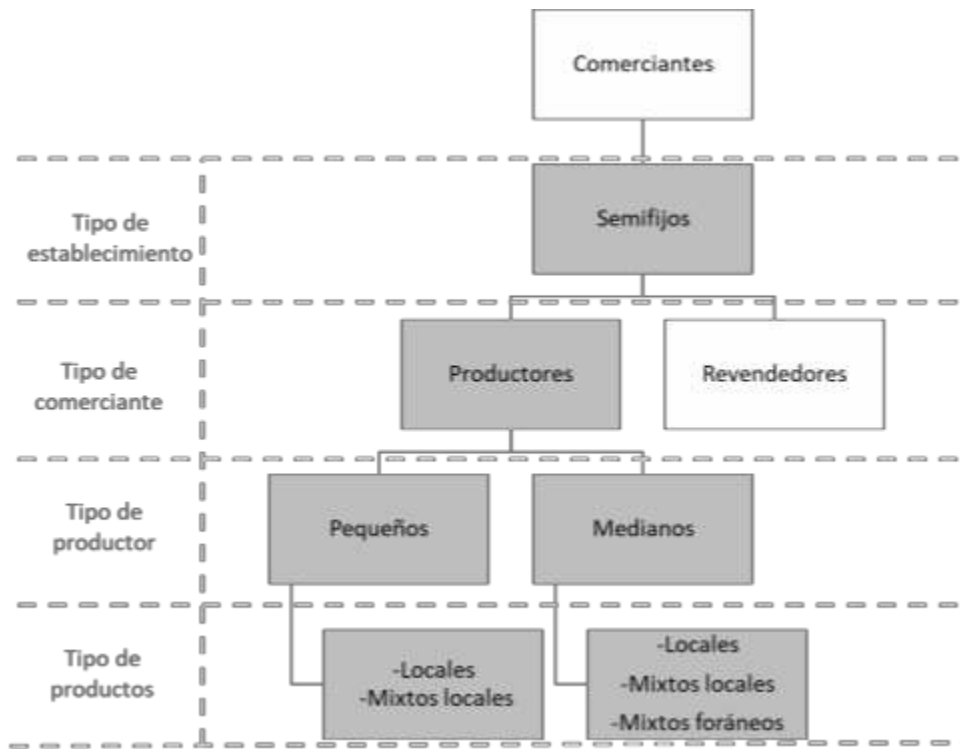 Comerciantes
Tipo de
establecimiento
Semifijos
Tipo de
comerciante
Productores
Revendedores
Tipo de
productor
Pequeños
Medianos
Tipo de
productos
-Locales
-Mixtos locales
-Locales
-Mixtos locales
-Mixtos foráneos